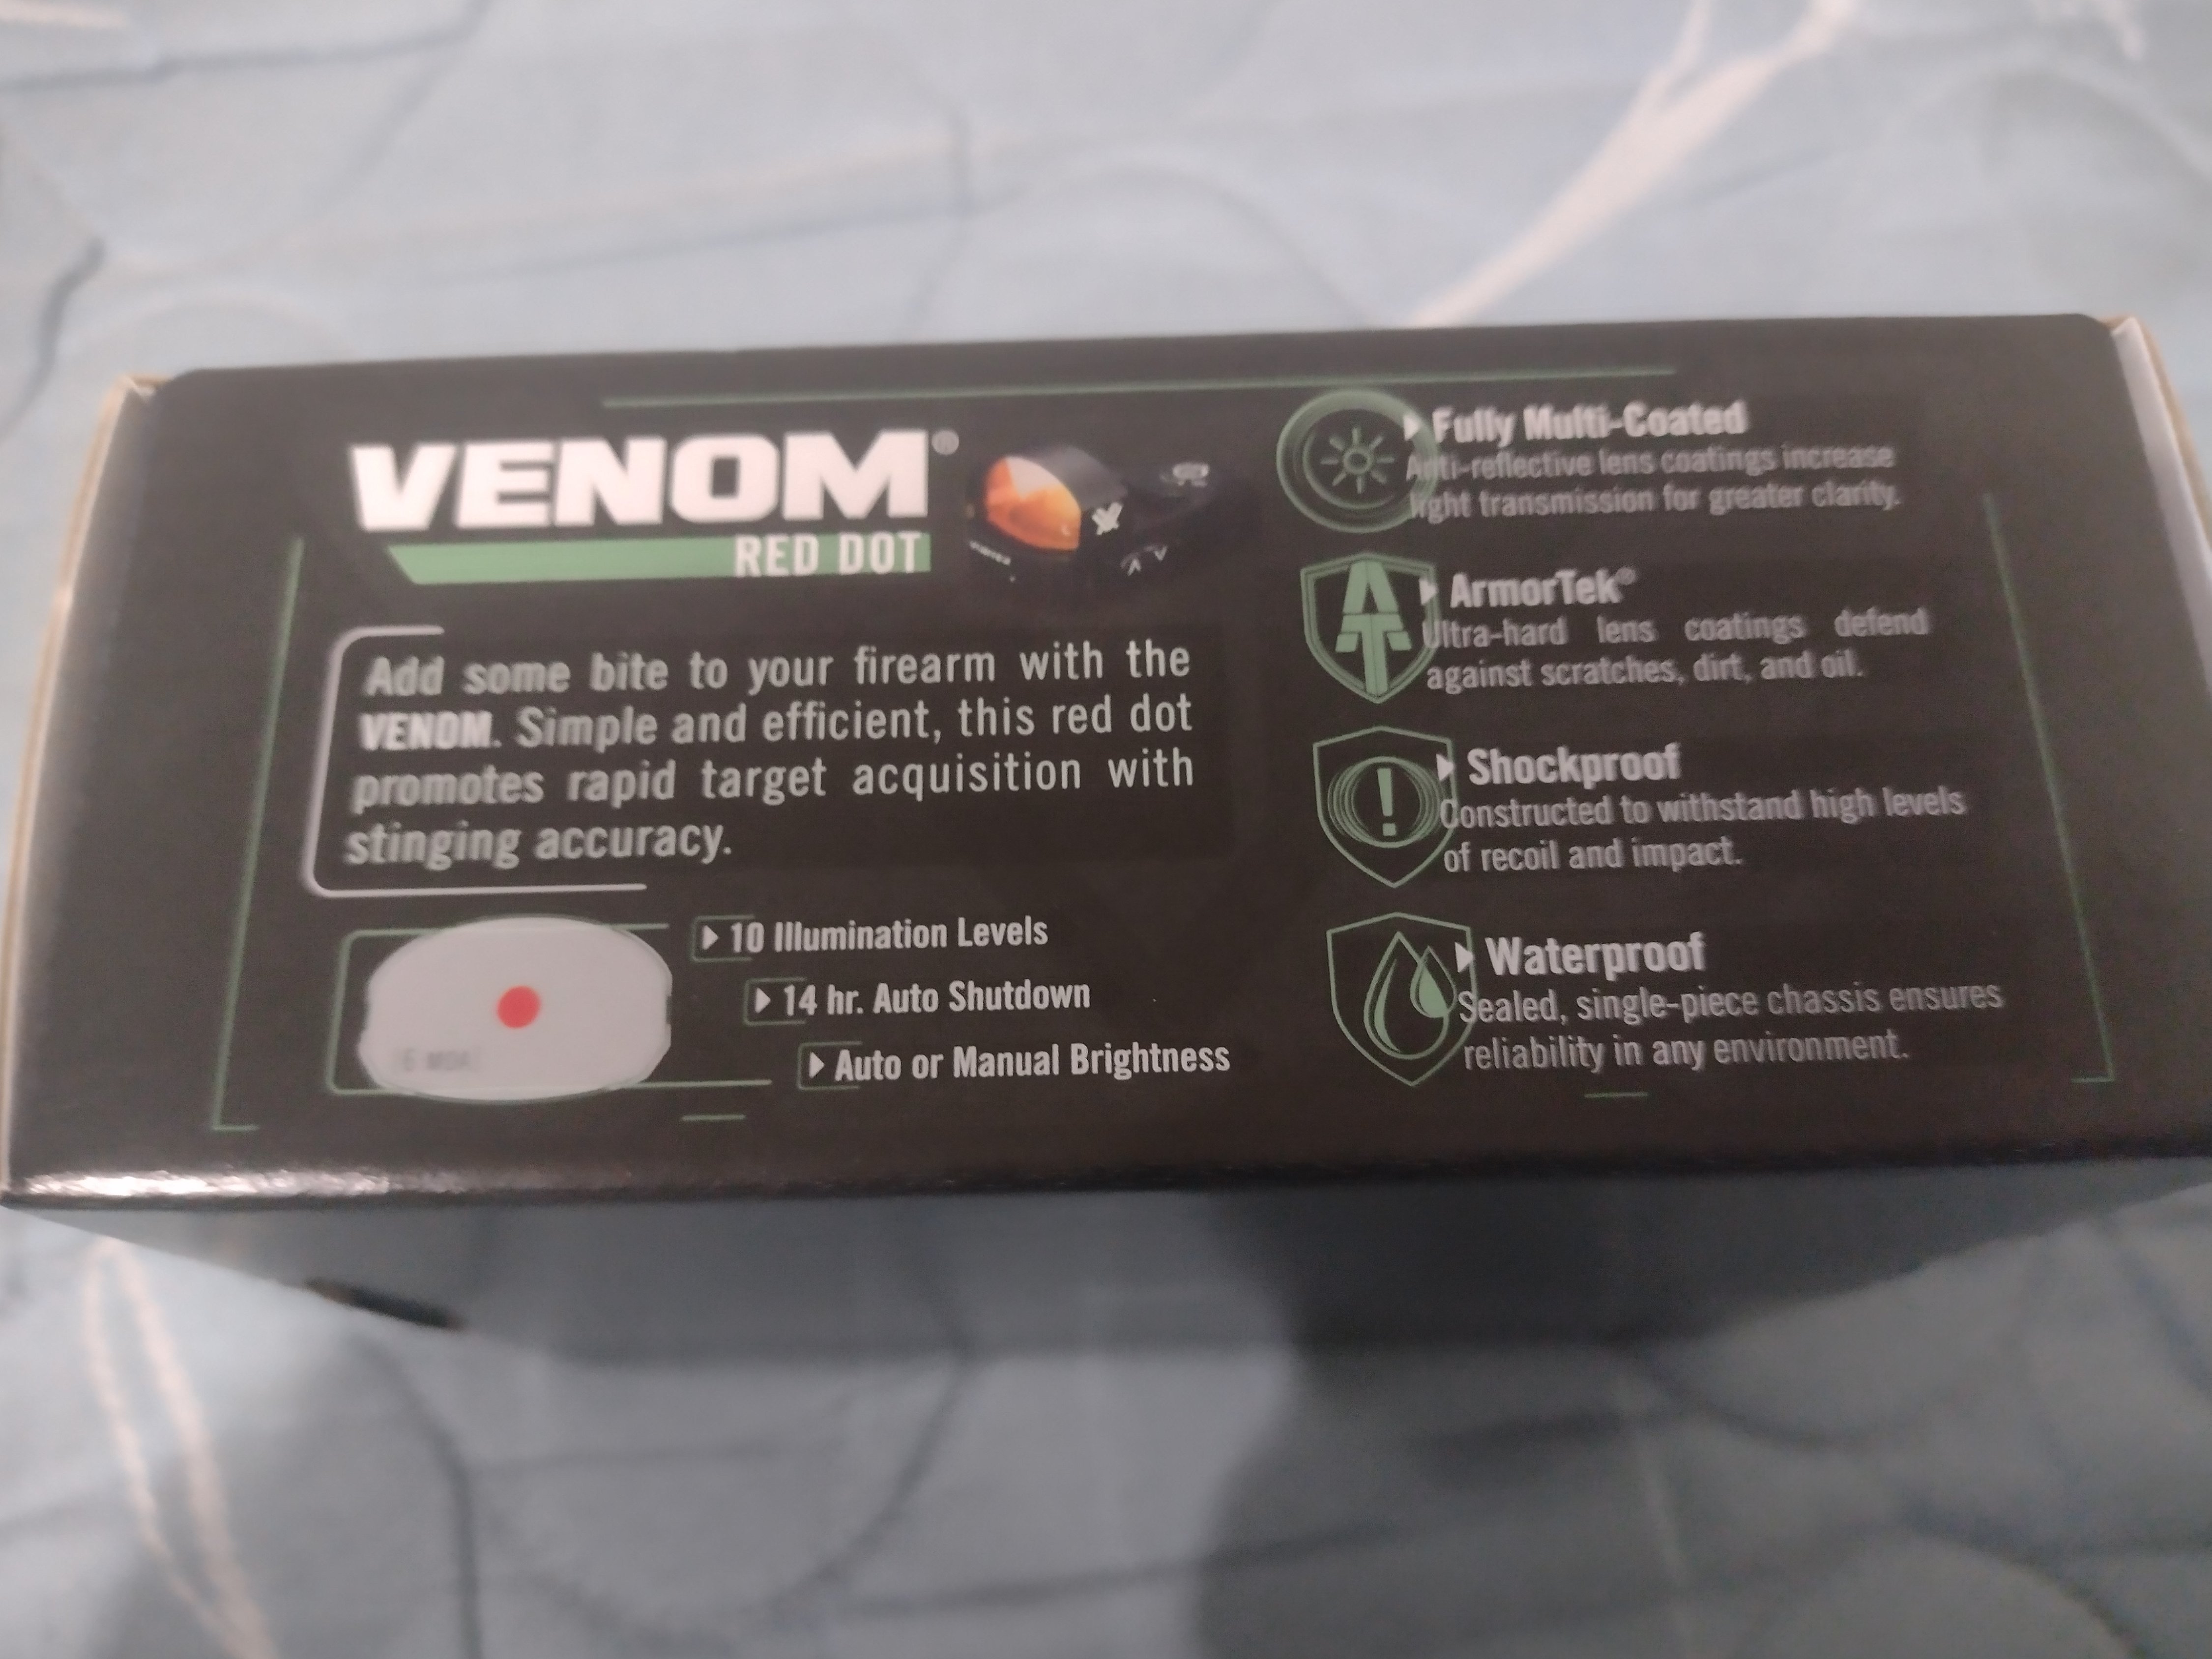 VENOM®
RED DOT
Add some bite to your firearm with the
VENOM. Simple and efficient, this red dot
promotes rapid target acquisition with
stinging accuracy.
6 MOA
▶ 10 Illumination Levels
▶ 14 hr. Auto Shutdown
▶ Auto or Manual Brightness
▶ Fully Multi-Coated
Anti-reflective lens coatings increase
light transmission for greater clarity.
▶ ArmorTek®
Ultra-hard lens coatings defend
against scratches, dirt, and oil.
▶ Shockproof
Constructed to withstand high levels
of recoil and impact.
▶ Waterproof
Sealed, single-piece chassis ensures
reliability in any environment.